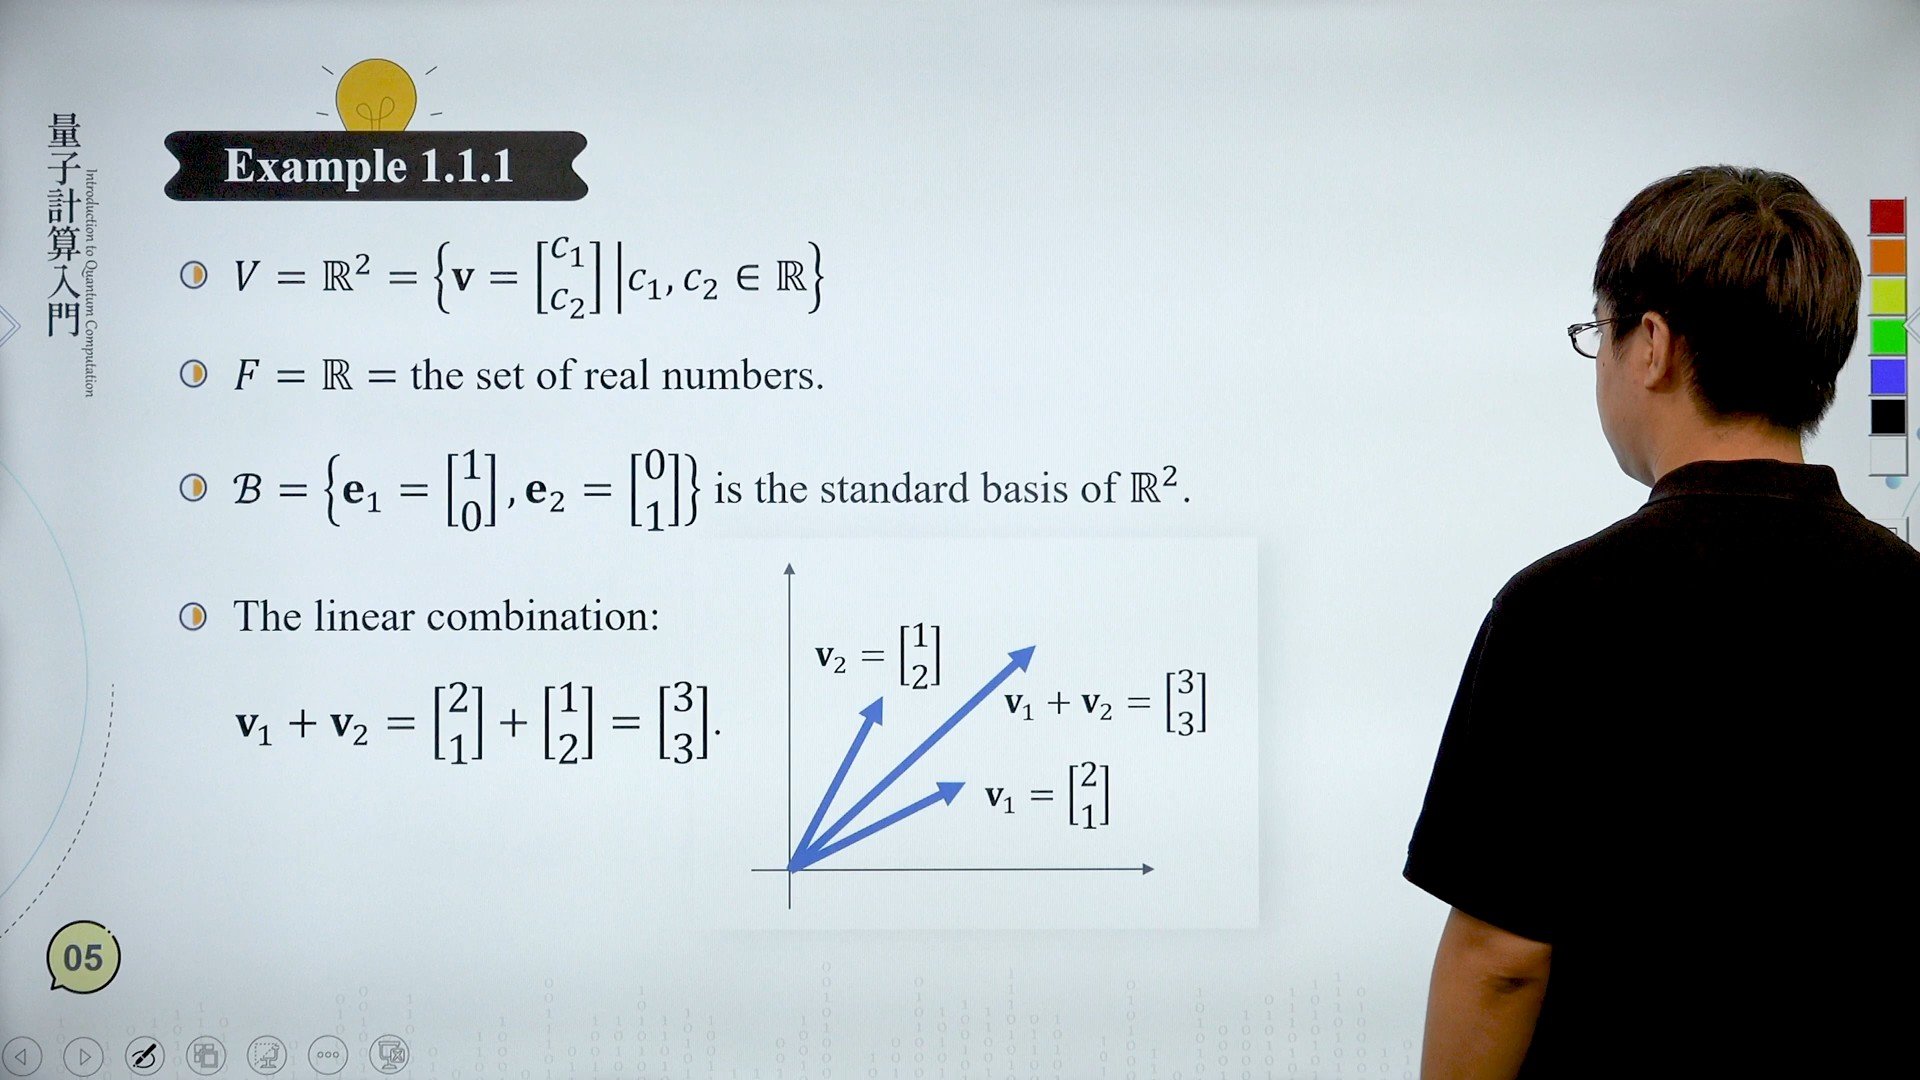 量子計算入門
Introduction to Quantum Computation
Example 1.1.1
V = ℝ² = {v = [c₁ c₂] | c₁, c₂ ∈ ℝ}
F = ℝ = the set of real numbers.
ℬ = {e₁ = [1 0], e₂ = [0 1]} is the standard basis of ℝ².
The linear combination:
v₁ + v₂ = [2 1] + [1 2] = [3 3].
v₂ = [1 2]
v₁ + v₂ = [3 3]
v₁ = [2 1]
05